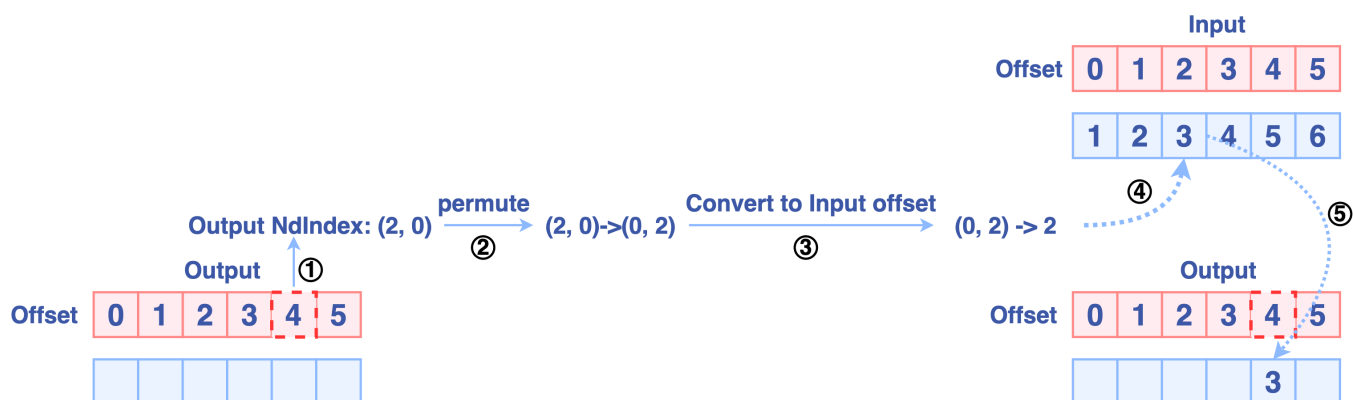 Input
Offset 0 1 2 3 4 5
1 2 3 4 5 6
④
permute
Convert to Input offset
Output NdIndex: (2, 0)
(2, 0)->(0, 2)
(0, 2) -> 2
⑤
②
③
Output
①
Offset 0 1 2 3 4 5
Output
Offset 0 1 2 3 4 5
3